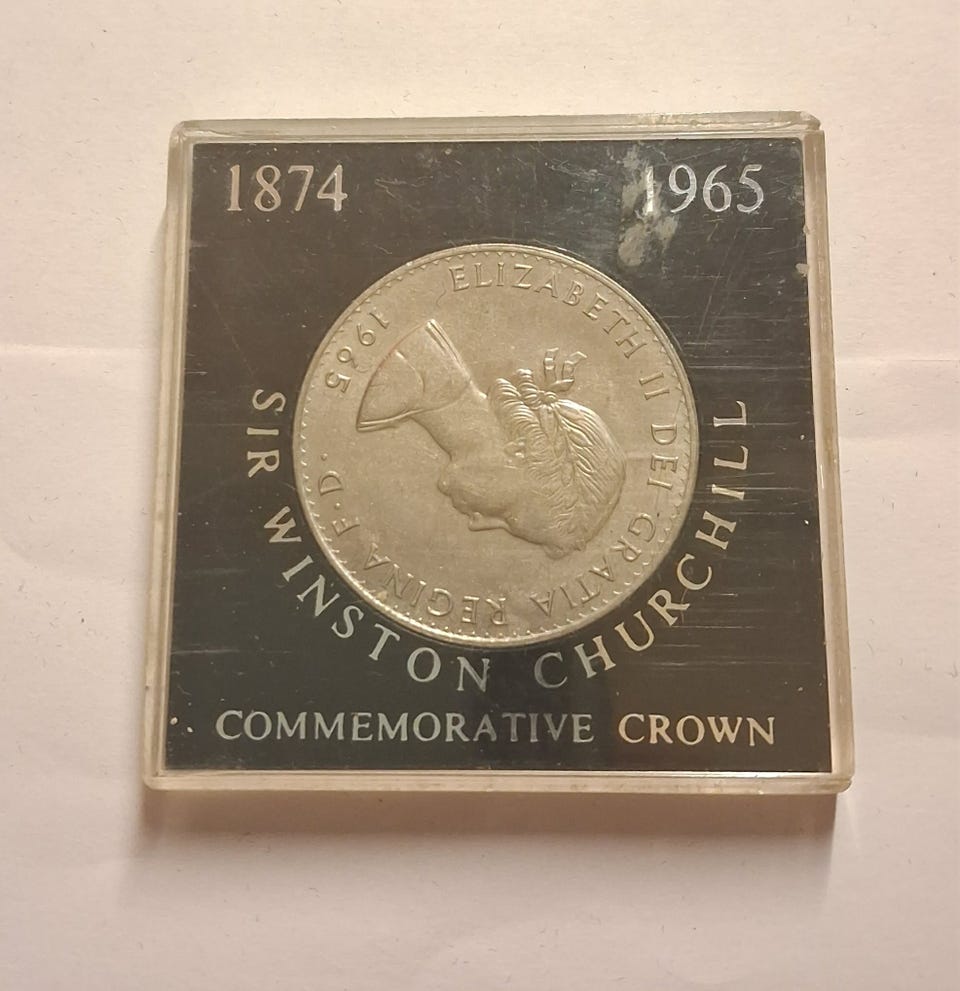 1874 1965
ELIZABETH II DEI·GRATIA REGINA F·D· 1965
SIR WINSTON CHURCHILL
COMMEMORATIVE CROWN